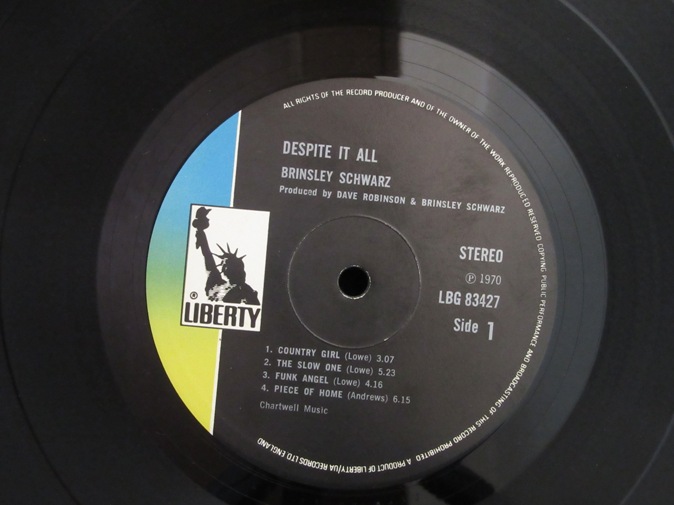 ALL RIGHTS OF THE RECORD PRODUCER AND OF THE OWNER OF THE WORK REPRODUCED RESERVED COPYING PUBLIC PERFORMANCE AND BROADCASTING OF THIS RECORD PROHIBITED. A PRODUCT OF LIBERTY/UA RECORDS LTD ENGLAND
DESPITE IT ALL
BRINSLEY SCHWARZ
Produced by DAVE ROBINSON & BRINSLEY SCHWARZ
® LIBERTY
STEREO
℗ 1970
LBG 83427
Side 1
1. COUNTRY GIRL (Lowe) 3.07
2. THE SLOW ONE (Lowe) 5.23
3. FUNK ANGEL (Lowe) 4.16
4. PIECE OF HOME (Andrews) 6.15
Chartwell Music